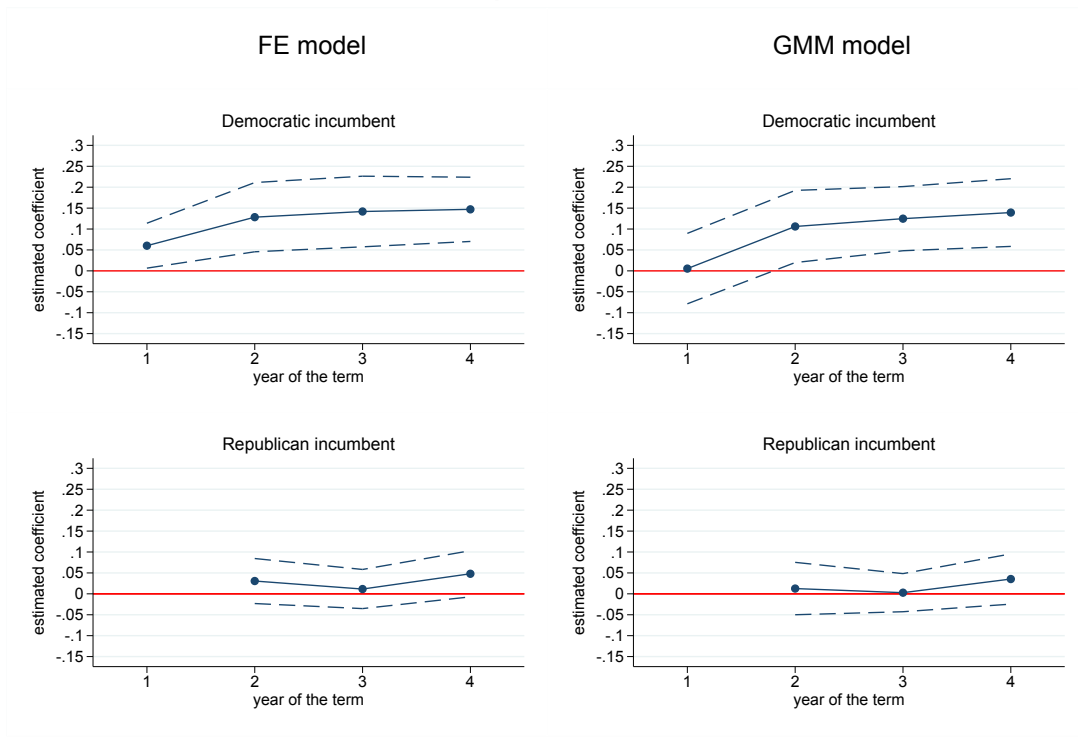 FE model
GMM model
Democratic incumbent
.3
.25
.2
.15
.1
.05
0
-.05
-.1
-.15
estimated coefficient
1 2 3 4
year of the term
Democratic incumbent
.3
.25
.2
.15
.1
.05
0
-.05
-.1
-.15
estimated coefficient
1 2 3 4
year of the term
Republican incumbent
.3
.25
.2
.15
.1
.05
0
-.05
-.1
-.15
estimated coefficient
1 2 3 4
year of the term
Republican incumbent
.3
.25
.2
.15
.1
.05
0
-.05
-.1
-.15
estimated coefficient
1 2 3 4
year of the term